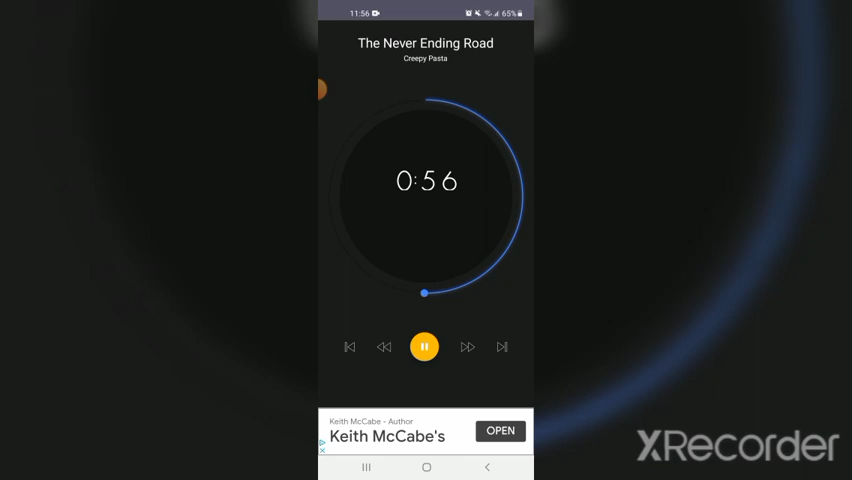 11:56
65%
The Never Ending Road
Creepy Pasta
0:56
Keith McCabe - Author
Keith McCabe's
OPEN
XRecorder